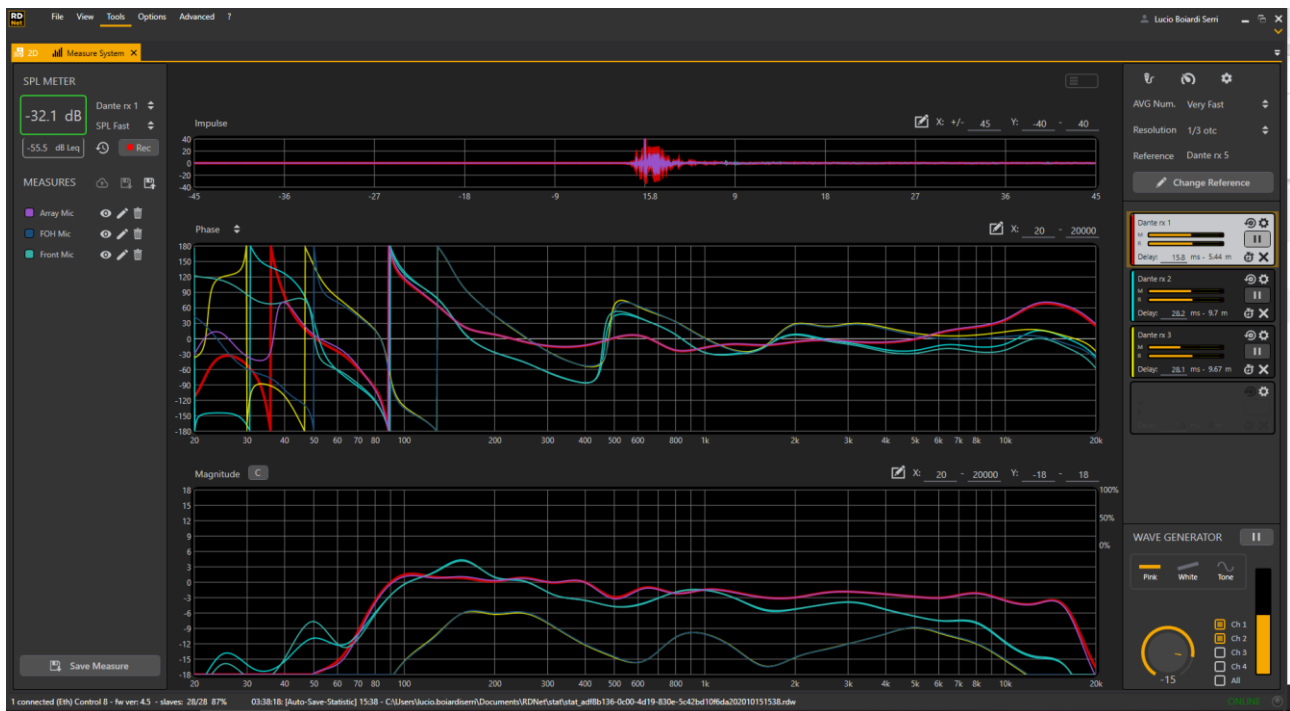 RD Net
File View Tools Options Advanced ?
Lucio Boiardi Serri
2D
Measure System
SPL METER
-32.1 dB
Dante rx 1
SPL Fast
-55.5 dB Leq
Rec
MEASURES
Array Mic
FOH Mic
Front Mic
Save Measure
Impulse
X: +/- 45 Y: -40 - 40
40
20
0
-20
-40
-45 -36 -27 -18 -9 15.8 9 18 27 36 45
Phase
X: 20 - 20000
180
150
120
90
60
30
0
-30
-60
-90
-120
-150
-180
20 30 40 50 60 70 80 100 200 300 400 500 600 800 1k 2k 3k 4k 5k 6k 7k 8k 10k 20k
Magnitude C
X: 20 - 20000 Y: -18 - 18
18
15
12
9
6
3
0
-3
-6
-9
-12
-15
-18
100%
50%
0%
20 30 40 50 60 70 80 100 200 300 400 500 600 800 1k 2k 3k 4k 5k 6k 7k 8k 10k 20k
AVG Num. Very Fast
Resolution 1/3 otc
Reference Dante rx 5
Change Reference
Dante rx 1
M
R
Delay: 15.8 ms - 5.44 m
Dante rx 2
M
R
Delay: 28.2 ms - 9.7 m
Dante rx 3
M
R
Delay: 28.1 ms - 9.67 m
WAVE GENERATOR
Pink White Tone
Ch 1
Ch 2
Ch 3
Ch 4
All
-15
1 connected (Eth) Control 8 - fw ver: 4.5 - slaves: 28/28 87%
03:38:18: [Auto-Save-Statistic] 15:38 - C:\Users\lucio.boiardiserri\Documents\RDNet\stat\stat_adf8b136-0c00-4d19-830e-5c42bd10f6da202010151538.rdw
ONLINE